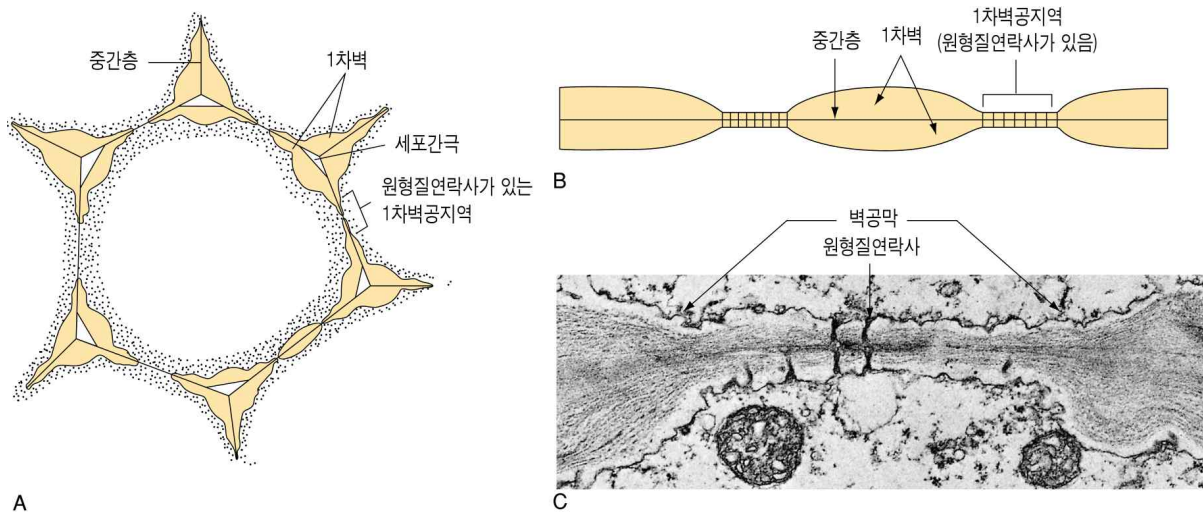 중간층
1차벽
세포간극
원형질연락사가 있는
1차벽공지역
A
중간층
1차벽
1차벽공지역
(원형질연락사가 있음)
B
벽공막
원형질연락사
C